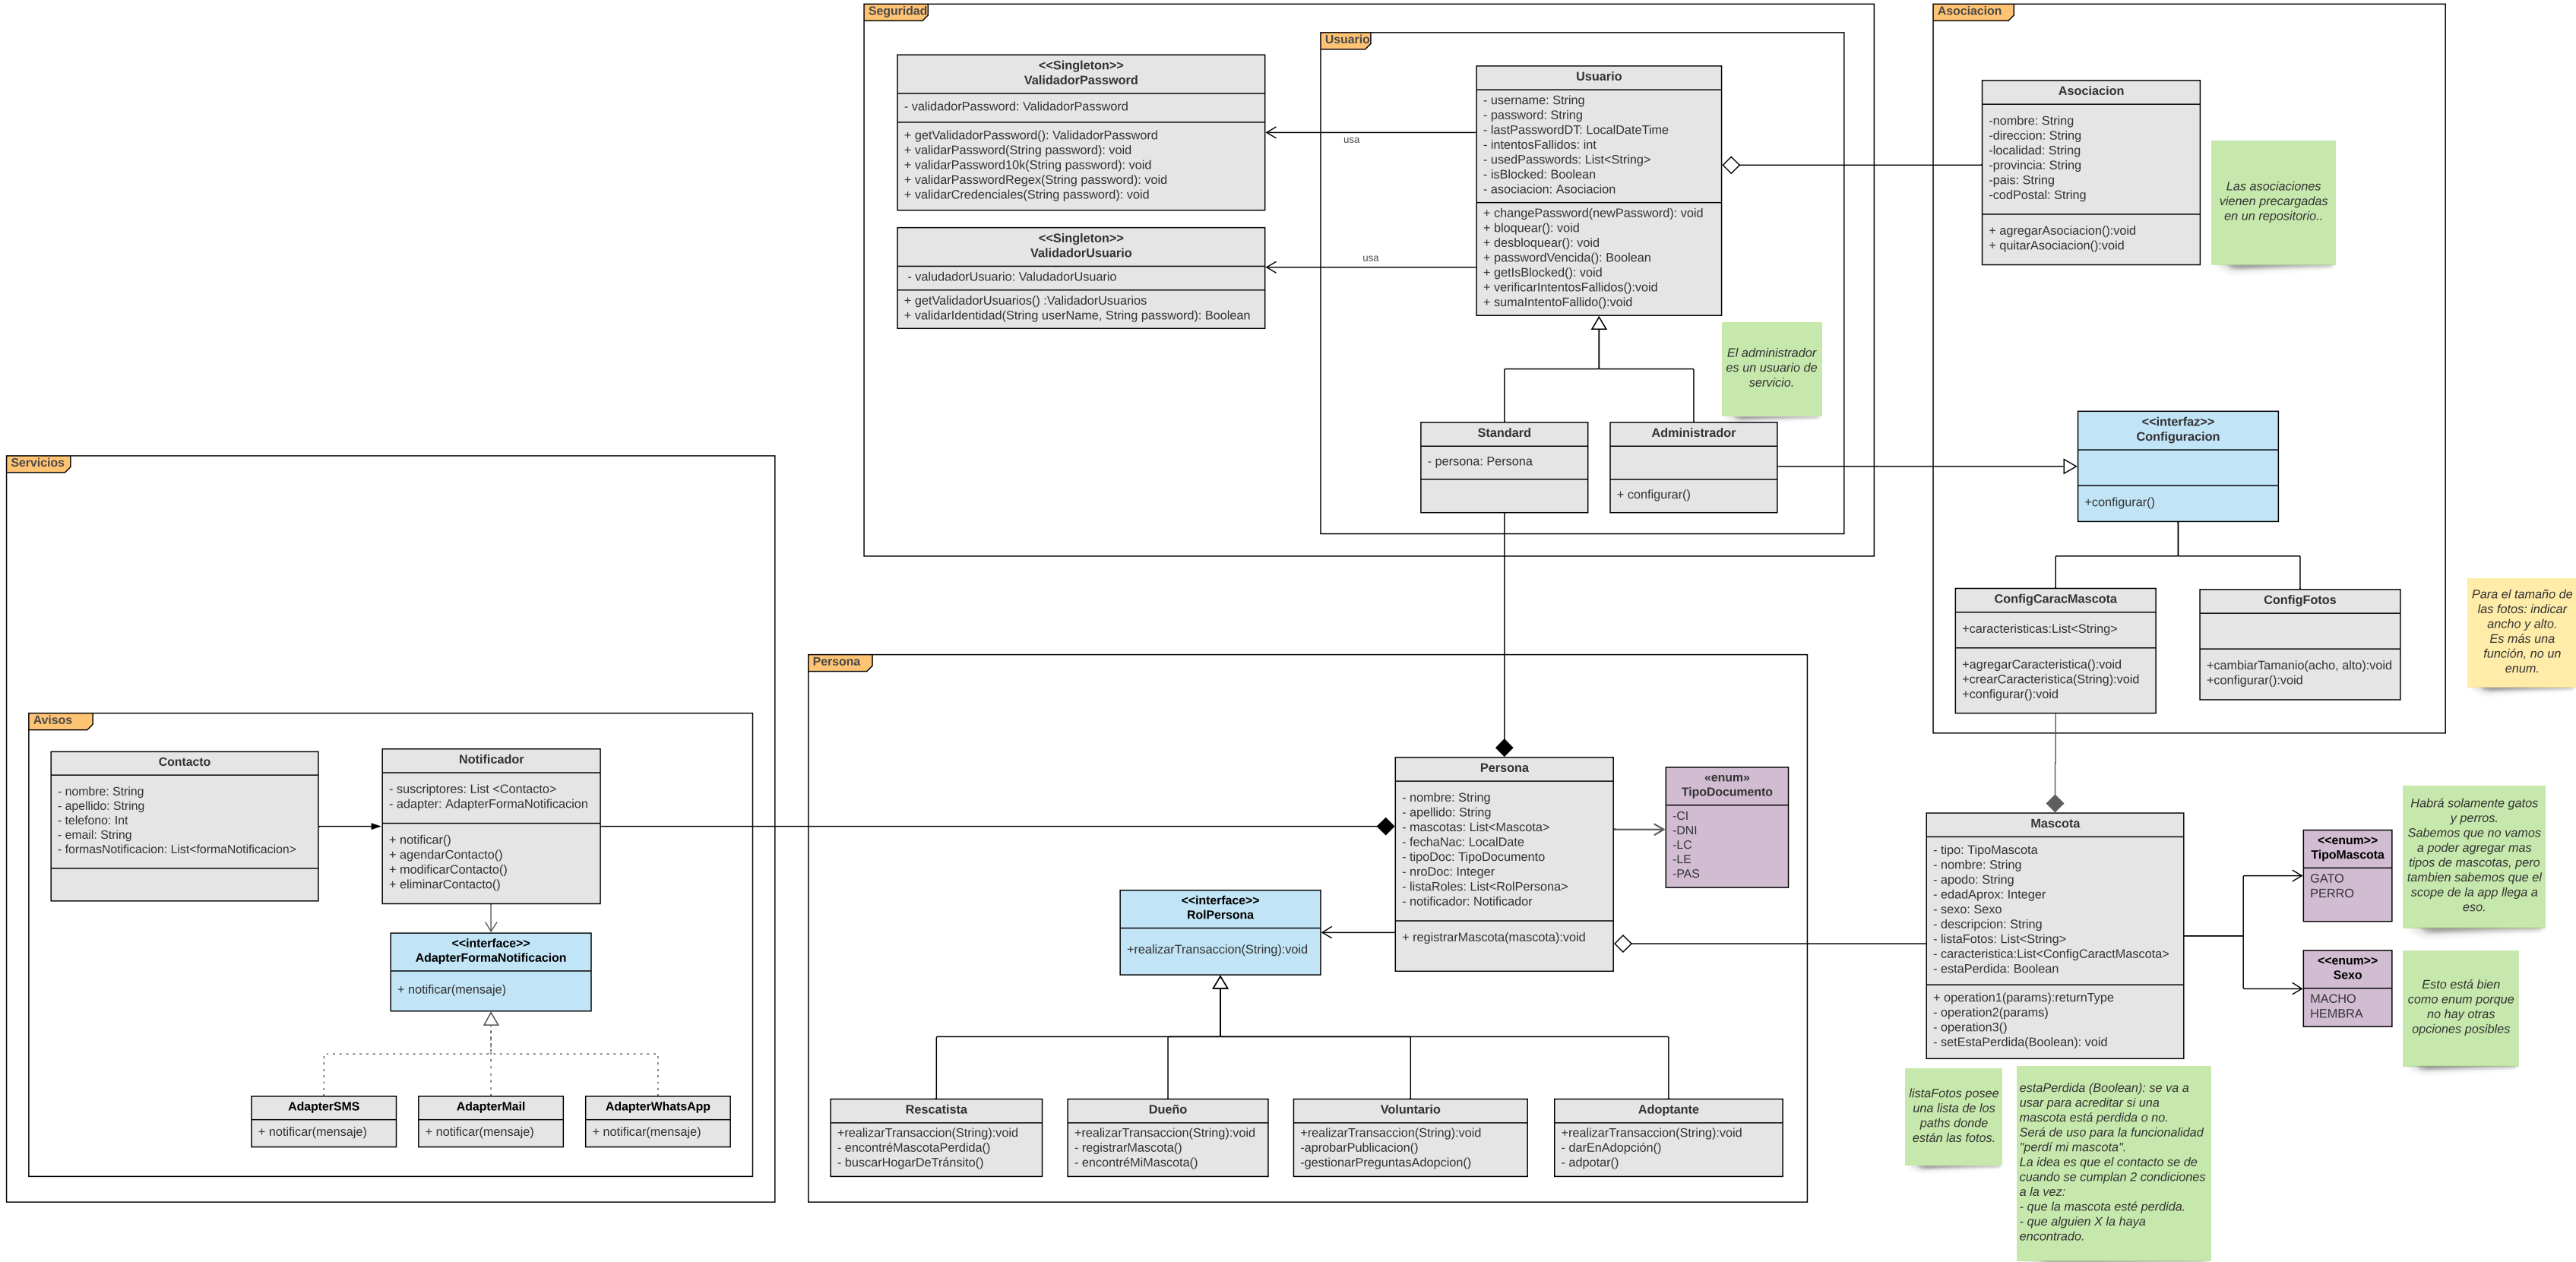 Seguridad
Usuario
<<Singleton>>
ValidadorPassword
- validadorPassword: ValidadorPassword
+ getValidadorPassword(): ValidadorPassword
+ validarPassword(String password): void
+ validarPassword10k(String password): void
+ validarPasswordRegex(String password): void
+ validarCredenciales(String password): void
<<Singleton>>
ValidadorUsuario
- valudadorUsuario: ValudadorUsuario
+ getValidadorUsuarios() :ValidadorUsuarios
+ validarIdentidad(String userName, String password): Boolean
usa
usa
Usuario
- username: String
- password: String
- lastPasswordDT: LocalDateTime
- intentosFallidos: int
- usedPasswords: List<String>
- isBlocked: Boolean
- asociacion: Asociacion
+ changePassword(newPassword): void
+ bloquear(): void
+ desbloquear(): void
+ passwordVencida(): Boolean
+ getIsBlocked(): void
+ verificarIntentosFallidos():void
+ sumaIntentoFallido():void
El administrador
es un usuario de
servicio.
Standard
- persona: Persona
Administrador
+ configurar()
Asociacion
Asociacion
-nombre: String
-direccion: String
-localidad: String
-provincia: String
-pais: String
-codPostal: String
+ agregarAsociacion():void
+ quitarAsociacion():void
Las asociaciones
vienen precargadas
en un repositorio..
<<interfaz>>
Configuracion
+configurar()
ConfigCaracMascota
+caracteristicas:List<String>
+agregarCaracteristica():void
+crearCaracteristica(String):void
+configurar():void
ConfigFotos
+cambiarTamanio(acho, alto):void
+configurar():void
Para el tamaño de
las fotos: indicar
ancho y alto.
Es más una
función, no un
enum.
Servicios
Avisos
Contacto
- nombre: String
- apellido: String
- telefono: Int
- email: String
- formasNotificacion: List<formaNotificacion>
Notificador
- suscriptores: List <Contacto>
- adapter: AdapterFormaNotificacion
+ notificar()
+ agendarContacto()
+ modificarContacto()
+ eliminarContacto()
<<interface>>
AdapterFormaNotificacion
+ notificar(mensaje)
AdapterSMS
+ notificar(mensaje)
AdapterMail
+ notificar(mensaje)
AdapterWhatsApp
+ notificar(mensaje)
Persona
Persona
- nombre: String
- apellido: String
- mascotas: List<Mascota>
- fechaNac: LocalDate
- tipoDoc: TipoDocumento
- nroDoc: Integer
- listaRoles: List<RolPersona>
- notificador: Notificador
+ registrarMascota(mascota):void
«enum»
TipoDocumento
-CI
-DNI
-LC
-LE
-PAS
<<interface>>
RolPersona
+realizarTransaccion(String):void
Rescatista
+realizarTransaccion(String):void
- encontréMascotaPerdida()
- buscarHogarDeTránsito()
Dueño
+realizarTransaccion(String):void
- registrarMascota()
- encontréMiMascota()
Voluntario
+realizarTransaccion(String):void
-aprobarPublicacion()
-gestionarPreguntasAdopcion()
Adoptante
+realizarTransaccion(String):void
- darEnAdopción()
- adpotar()
Mascota
- tipo: TipoMascota
- nombre: String
- apodo: String
- edadAprox: Integer
- sexo: Sexo
- descripcion: String
- listaFotos: List<String>
- caracteristica:List<ConfigCaractMascota>
- estaPerdida: Boolean
+ operation1(params):returnType
- operation2(params)
- operation3()
- setEstaPerdida(Boolean): void
<<enum>>
TipoMascota
GATO
PERRO
<<enum>>
Sexo
MACHO
HEMBRA
Habrá solamente gatos
y perros.
Sabemos que no vamos
a poder agregar mas
tipos de mascotas, pero
tambien sabemos que el
scope de la app llega a
eso.
Esto está bien
como enum porque
no hay otras
opciones posibles
listaFotos posee
una lista de los
paths donde
están las fotos.
estaPerdida (Boolean): se va a
usar para acreditar si una
mascota está perdida o no.
Será de uso para la funcionalidad
"perdí mi mascota".
La idea es que el contacto se de
cuando se cumplan 2 condiciones
a la vez:
- que la mascota esté perdida.
- que alguien X la haya
encontrado.